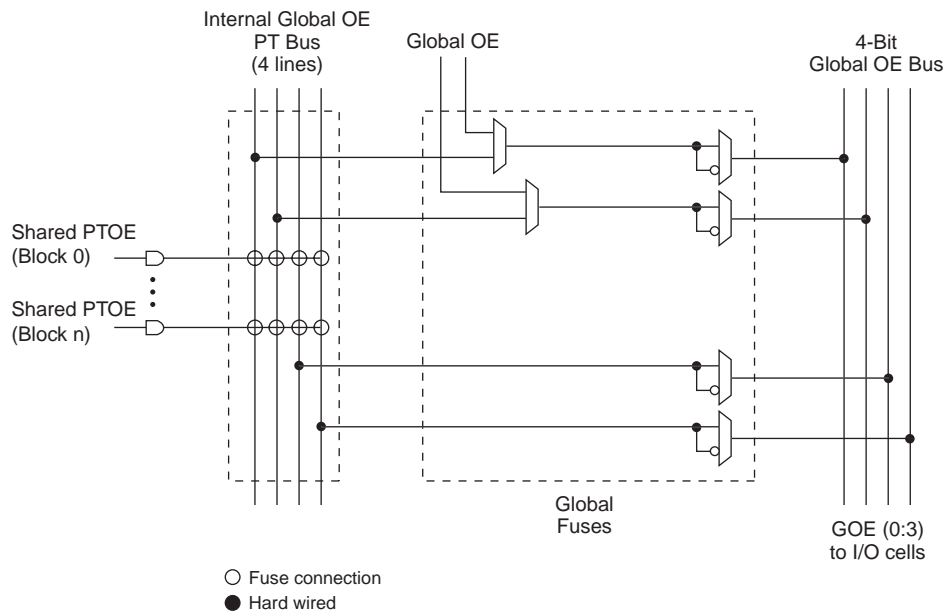 Internal Global OE
PT Bus
(4 lines)
Global OE
4-Bit
Global OE Bus
Shared PTOE
(Block 0)
Shared PTOE
(Block n)
Global
Fuses
GOE (0:3)
to I/O cells
Fuse connection
Hard wired